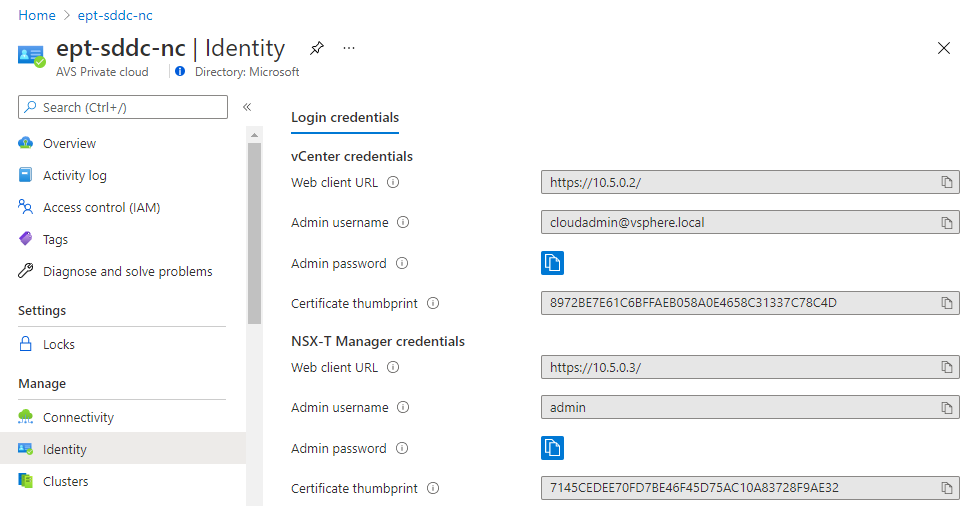 Home > ept-sddc-nc
ept-sddc-nc | Identity
AVS Private cloud
Directory: Microsoft
Search (Ctrl+/)
Overview
Activity log
Access control (IAM)
Tags
Diagnose and solve problems
Settings
Locks
Manage
Connectivity
Identity
Clusters
Login credentials
vCenter credentials
Web client URL
https://10.5.0.2/
Admin username
cloudadmin@vsphere.local
Admin password
Certificate thumbprint
8972BE7E61C6BFFAEB058A0E4658C31337C78C4D
NSX-T Manager credentials
Web client URL
https://10.5.0.3/
Admin username
admin
Admin password
Certificate thumbprint
7145CEDEE70FD7BE46F45D75AC10A83728F9AE32